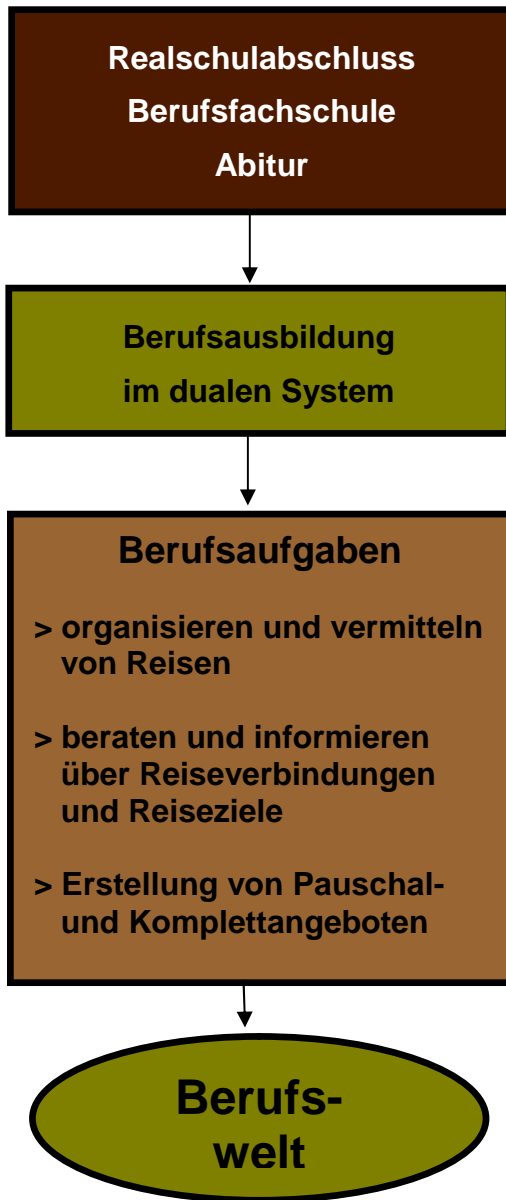 Realschulabschluss
Berufsfachschule
Abitur
Berufsausbildung
im dualen System
Berufsaufgaben
> organisieren und vermitteln
von Reisen
> beraten und informieren
über Reiseverbindungen
und Reiseziele
> Erstellung von Pauschal-
und Komplettangeboten
Berufs-
welt